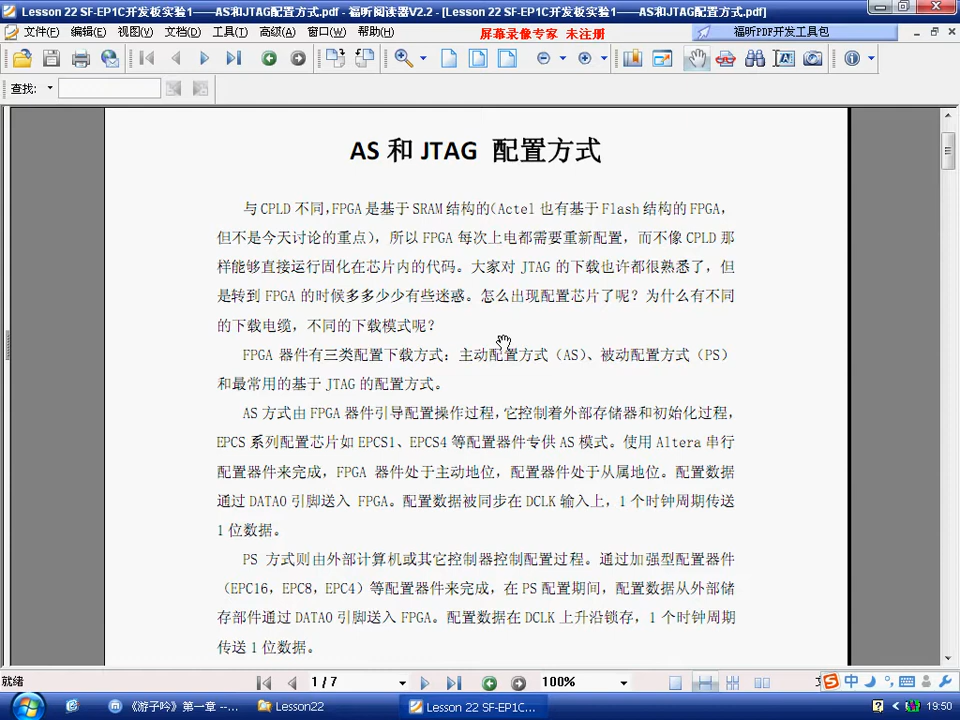 Lesson 22 SF-EP1C开发板实验1——AS和JTAG配置方式.pdf - 福昕阅读器V2.2 - [Lesson 22 SF-EP1C开发板实验1——AS和JTAG配置方式.pdf]
文件(F) 编辑(E) 视图(V) 文档(D) 工具(T) 高级(A) 窗口(W) 帮助(H) 屏幕录像专家 未注册 福昕PDF开发工具包
查找:
AS 和 JTAG 配置方式
与 CPLD 不同,FPGA 是基于 SRAM 结构的(Actel 也有基于 Flash 结构的 FPGA,
但不是今天讨论的重点),所以 FPGA 每次上电都需要重新配置,而不像 CPLD 那
样能够直接运行固化在芯片内的代码。大家对 JTAG 的下载也许都很熟悉了,但
是转到 FPGA 的时候多多少少有些迷惑。怎么出现配置芯片了呢?为什么有不同
的下载电缆,不同的下载模式呢?
FPGA 器件有三类配置下载方式:主动配置方式(AS)、被动配置方式(PS)
和最常用的基于 JTAG 的配置方式。
AS 方式由 FPGA 器件引导配置操作过程,它控制着外部存储器和初始化过程,
EPCS 系列配置芯片如 EPCS1、EPCS4 等配置器件专供 AS 模式。使用 Altera 串行
配置器件来完成,FPGA 器件处于主动地位,配置器件处于从属地位。配置数据
通过 DATA0 引脚送入 FPGA。配置数据被同步在 DCLK 输入上,1 个时钟周期传送
1 位数据。
PS 方式则由外部计算机或其它控制器控制配置过程。通过加强型配置器件
(EPC16,EPC8,EPC4)等配置器件来完成,在 PS 配置期间,配置数据从外部储
存部件通过 DATA0 引脚送入 FPGA。配置数据在 DCLK 上升沿锁存,1 个时钟周期
传送 1 位数据。
就绪 1 / 7 100% 中
《游子吟》第一章 -... Lesson22 Lesson 22 SF-EP1C... 19:50